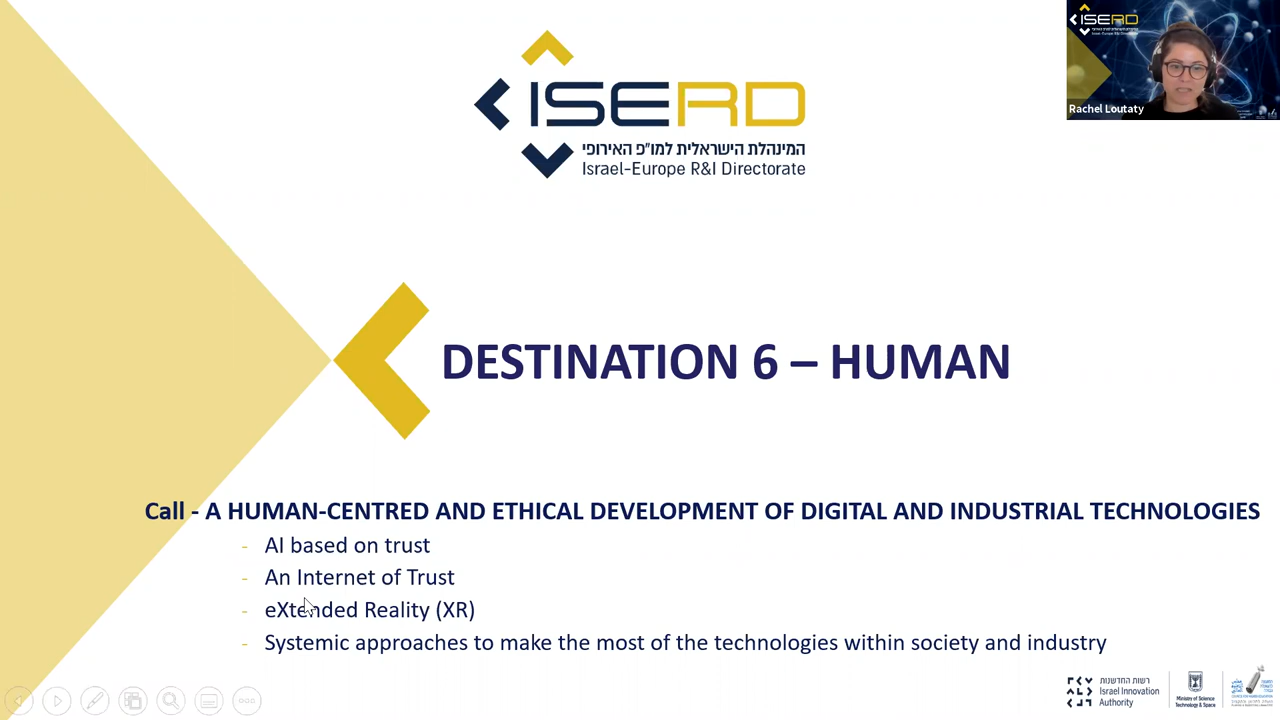 ISERD
המינהלת הישראלית למו"פ האירופי
Israel-Europe R&I Directorate
ISERD
Rachel Loutaty
DESTINATION 6 – HUMAN
Call - A HUMAN-CENTRED AND ETHICAL DEVELOPMENT OF DIGITAL AND INDUSTRIAL TECHNOLOGIES
- AI based on trust
- An Internet of Trust
- eXtended Reality (XR)
- Systemic approaches to make the most of the technologies within society and industry
רשות החדשנות
Israel Innovation
Authority
Ministry of Science
Technology & Space